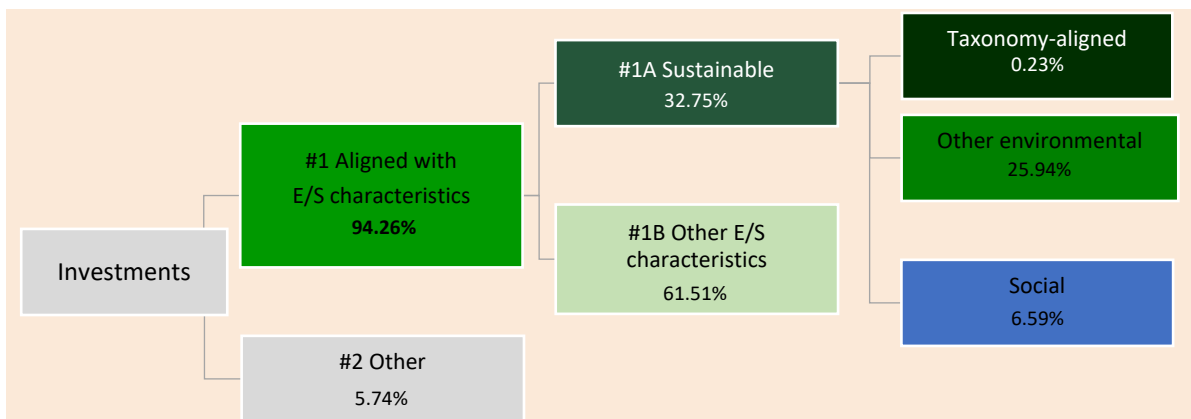 Investments
#1 Aligned with
E/S characteristics
94.26%
#2 Other
5.74%
#1A Sustainable
32.75%
#1B Other E/S
characteristics
61.51%
Taxonomy-aligned
0.23%
Other environmental
25.94%
Social
6.59%